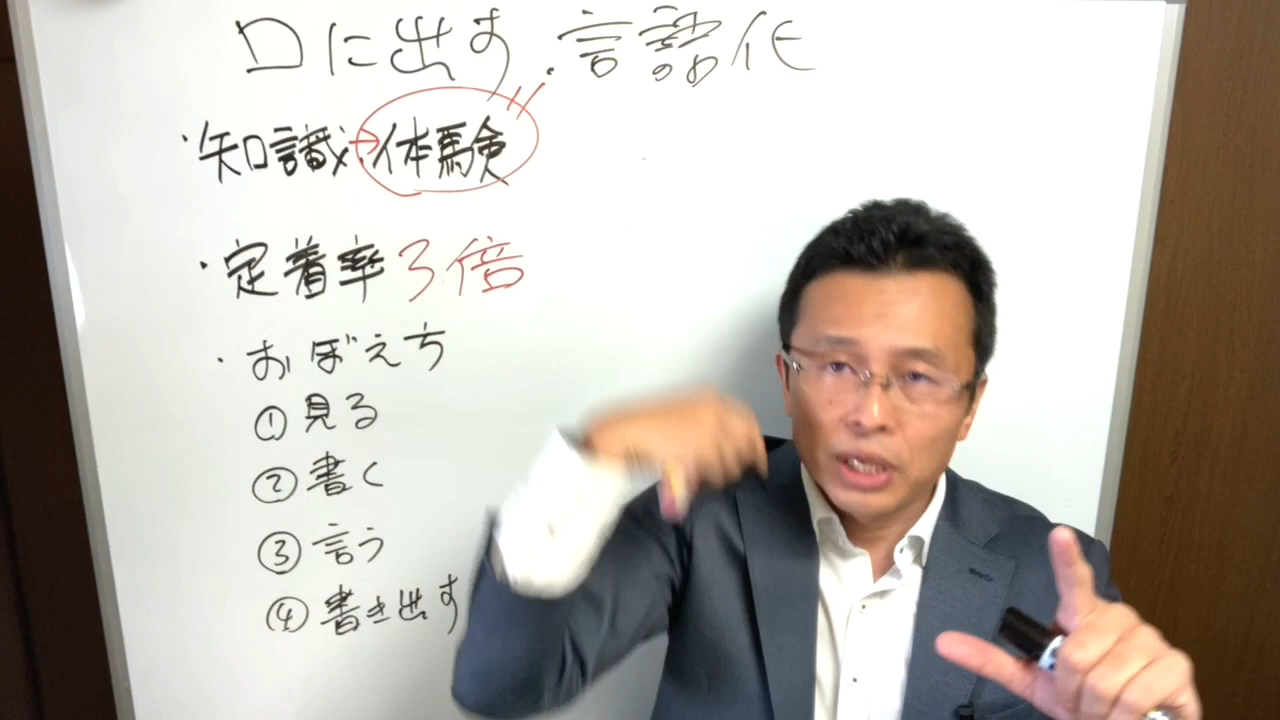 口に出す、言語化
・知識→体験
・定着率3倍
・おぼえ方
①見る
②書く
③言う
④書き出す